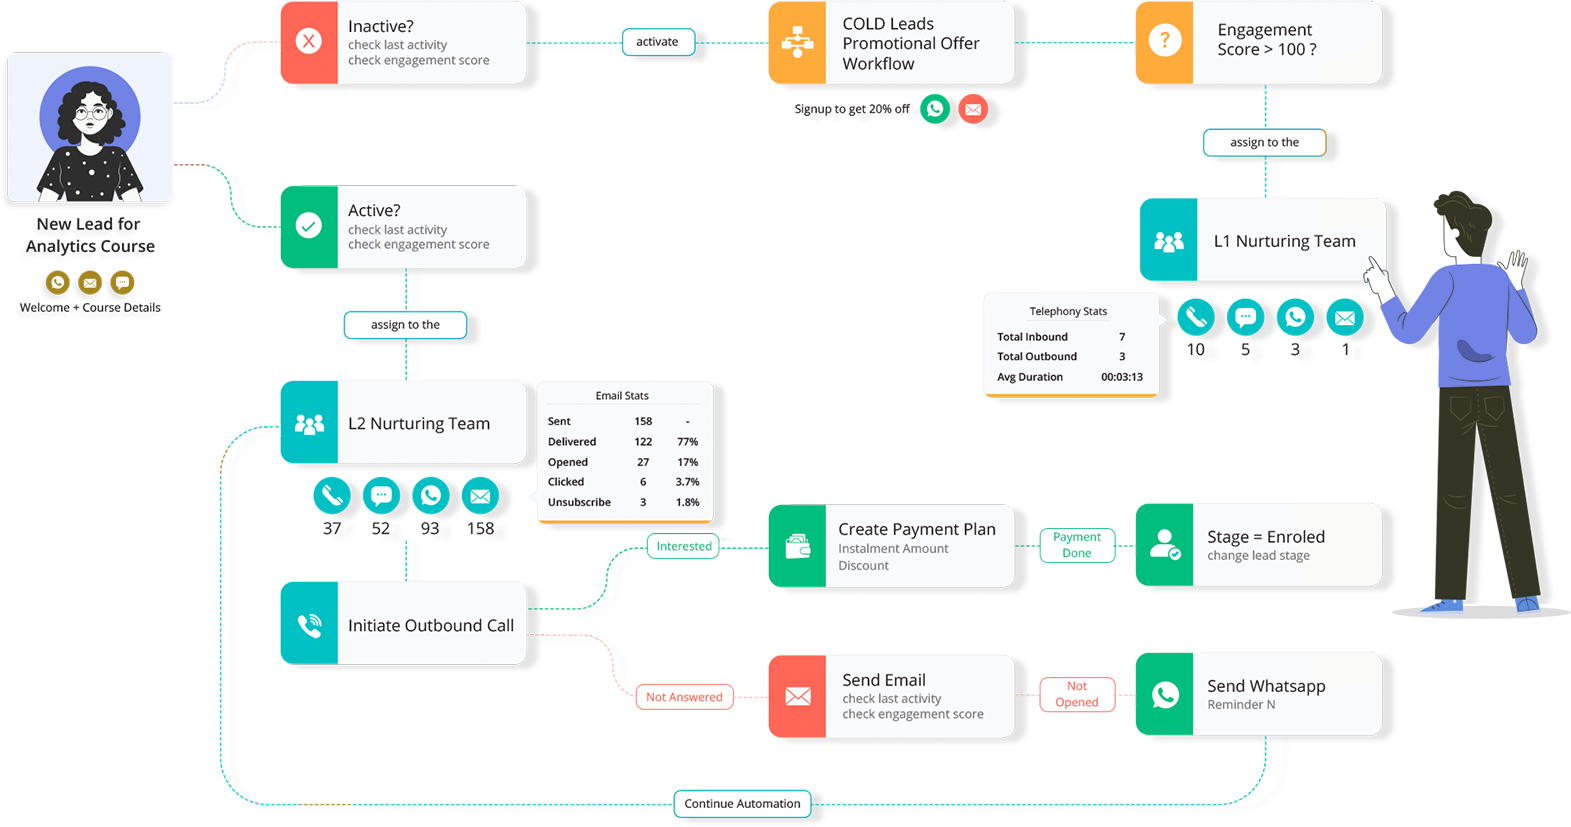 New Lead for
Analytics Course
Welcome + Course Details
Inactive?
check last activity
check engagement score
activate
COLD Leads
Promotional Offer
Workflow
Signup to get 20% off
Engagement
Score > 100 ?
assign to the
L1 Nurturing Team
10 5 3 1
Telephony Stats
Total Inbound 7
Total Outbound 3
Avg Duration 00:03:13
Active?
check last activity
check engagement score
assign to the
L2 Nurturing Team
37 52 93 158
Email Stats
Sent 158 -
Delivered 122 77%
Opened 27 17%
Clicked 6 3.7%
Unsubscribe 3 1.8%
Initiate Outbound Call
Interested
Create Payment Plan
Instalment Amount
Discount
Payment
Done
Stage = Enroled
change lead stage
Not Answered
Send Email
check last activity
check engagement score
Not
Opened
Send Whatsapp
Reminder N
Continue Automation